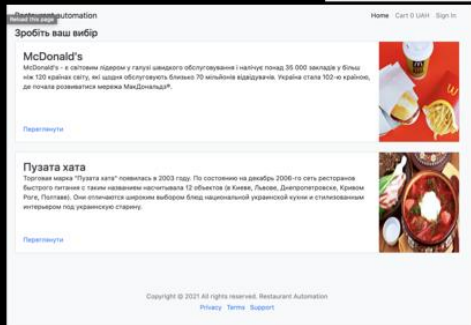 Restaurant automation
Reload this page
Home Cart 0 UAH Sign In
Зробіть ваш вибір
McDonald's
McDonald's - є світовим лідером у галузі швидкого обслуговування і налічує понад 35 000 закладів у більш
ніж 120 країнах світу, які щодня обслуговують близько 70 мільйонів відвідувачів. Україна стала 102-ю країною,
де почала розвиватися мережа МакДональдз®.
Переглянути
Пузата хата
Торговая марка "Пузата хата" появилась в 2003 году. По состоянию на декабрь 2006-го сеть ресторанов
быстрого питания с таким названием насчитывала 12 объектов (в Киеве, Львове, Днепропетровске, Кривом
Роге, Полтаве). Они отличаются широким выбором блюд национальной украинской кухни и стилизованным
интерьером под украинскую старину.
Переглянути
Copyright © 2021 All rights reserved. Restaurant Automation
Privacy Terms Support